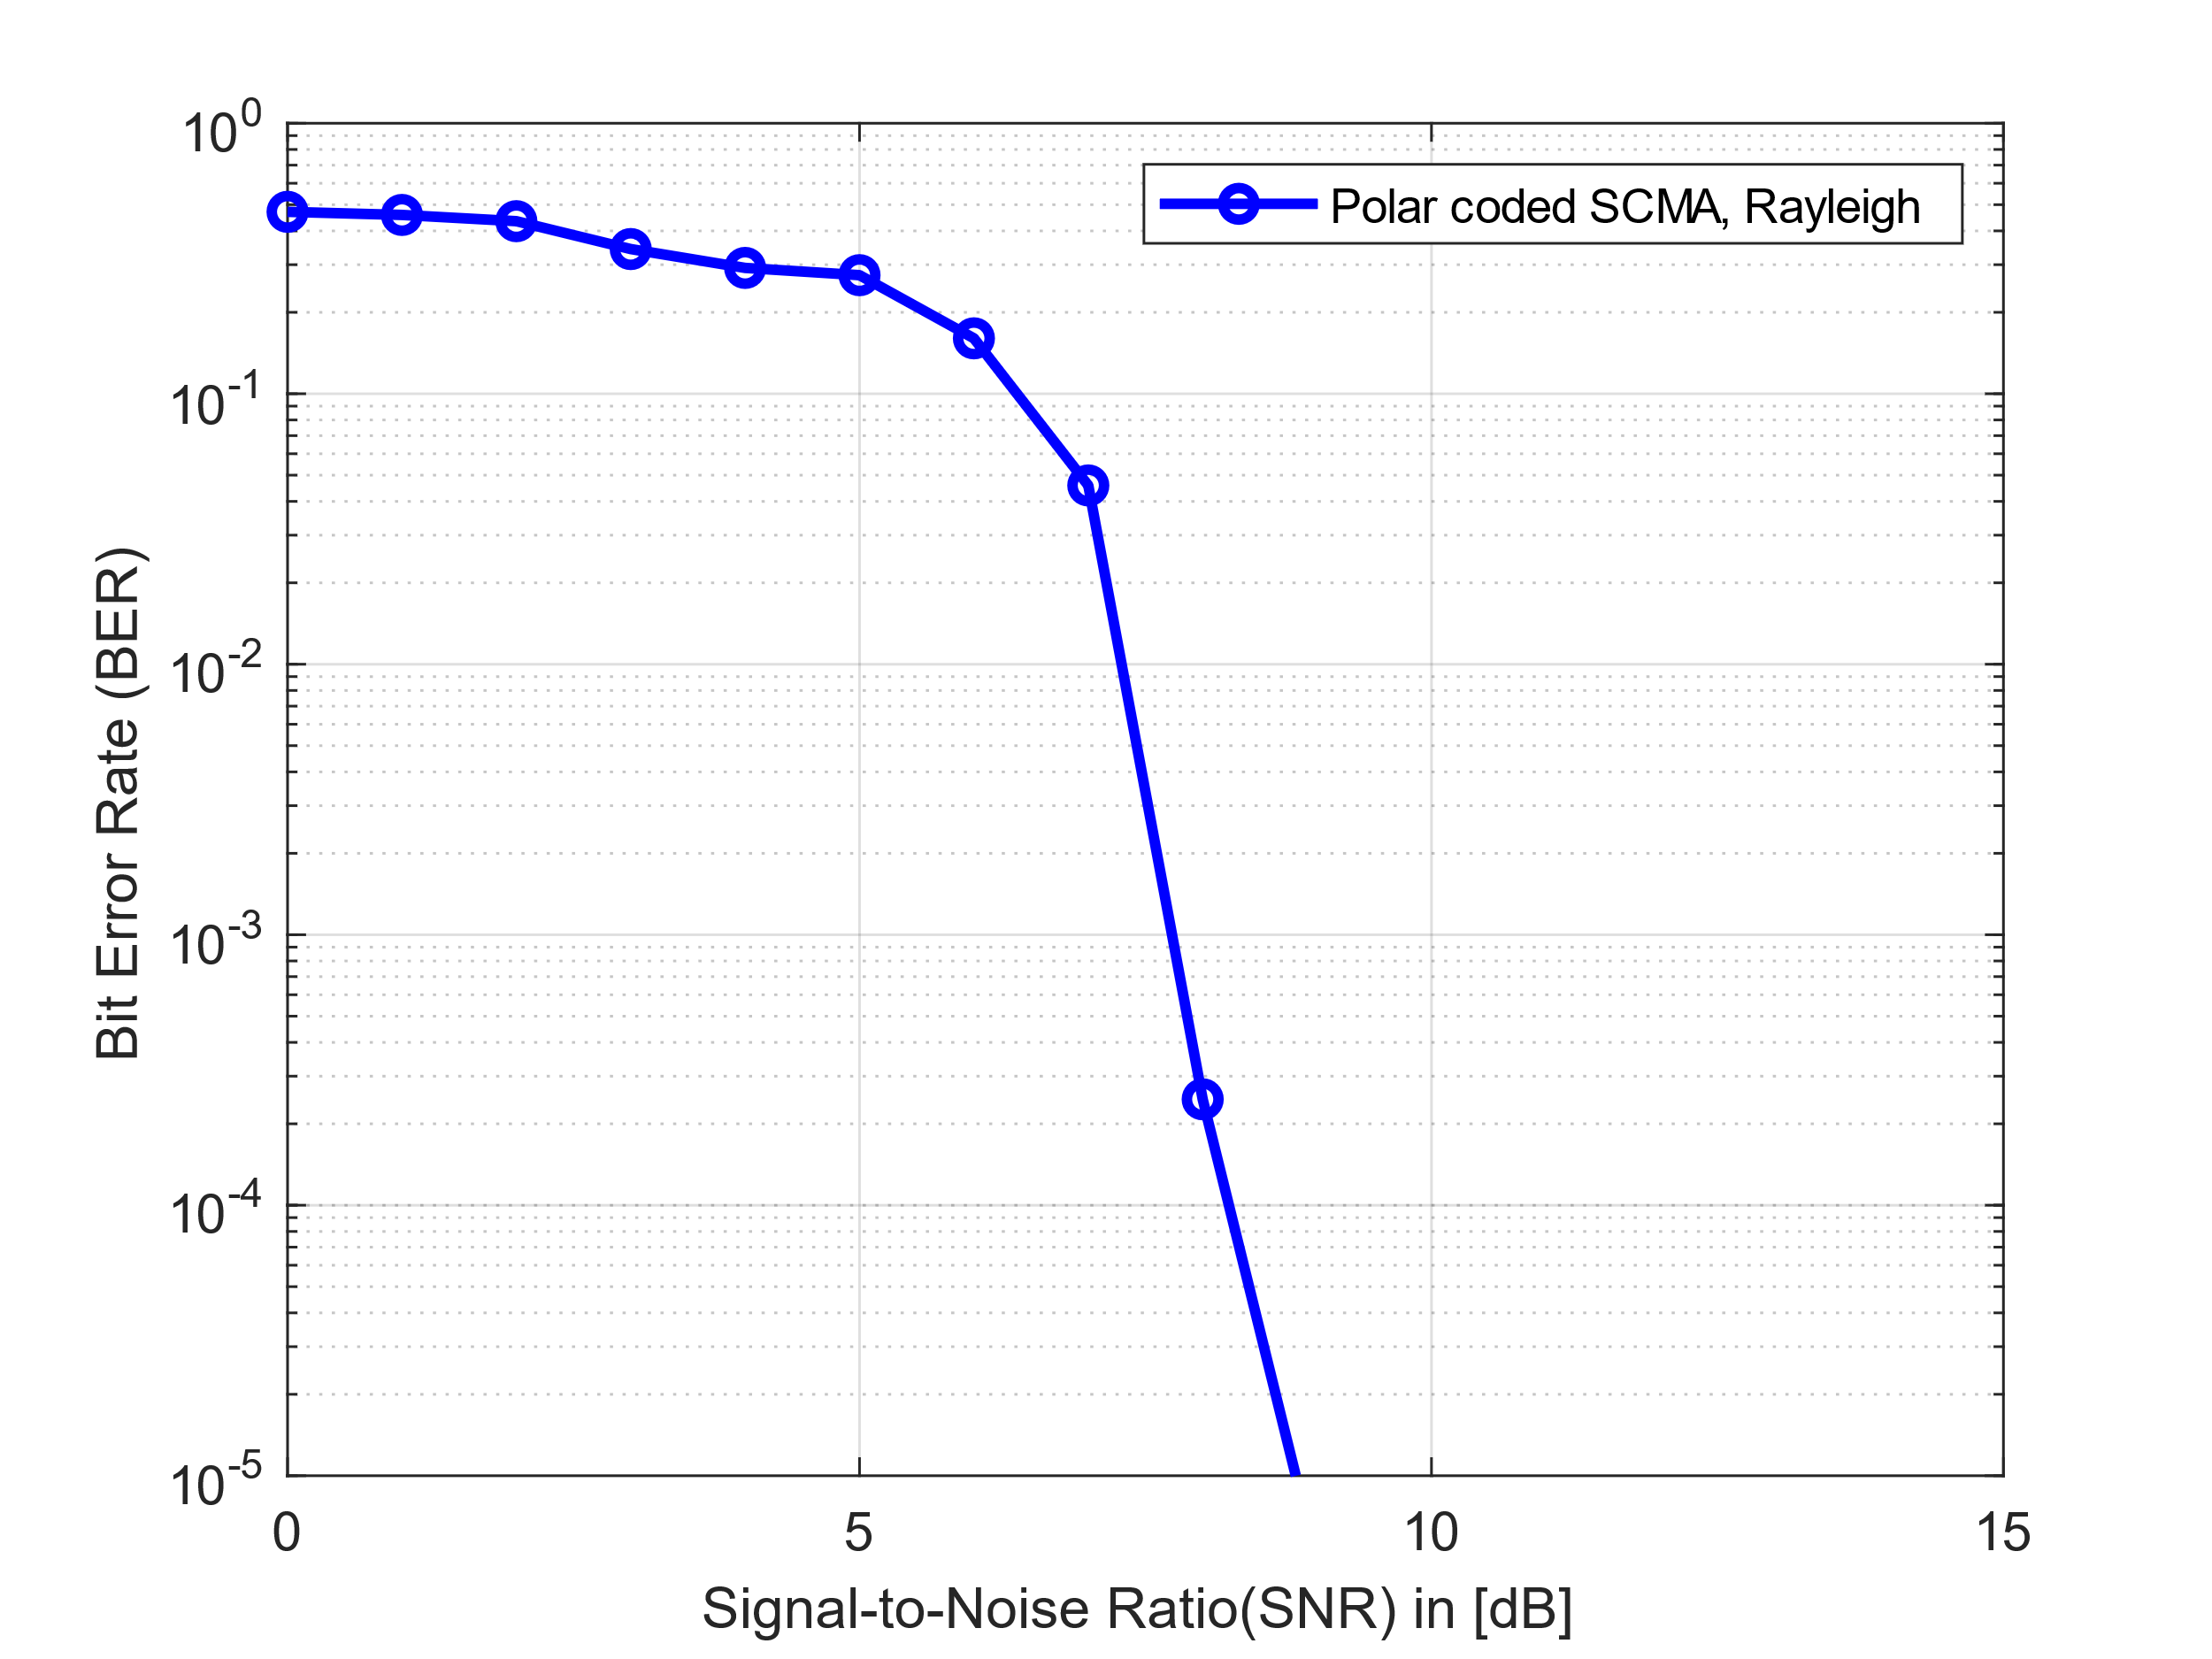 10^0
Polar coded SCMA, Rayleigh
10^-1
10^-2
10^-3
10^-4
10^-5
Bit Error Rate (BER)
0 5 10 15
Signal-to-Noise Ratio(SNR) in [dB]